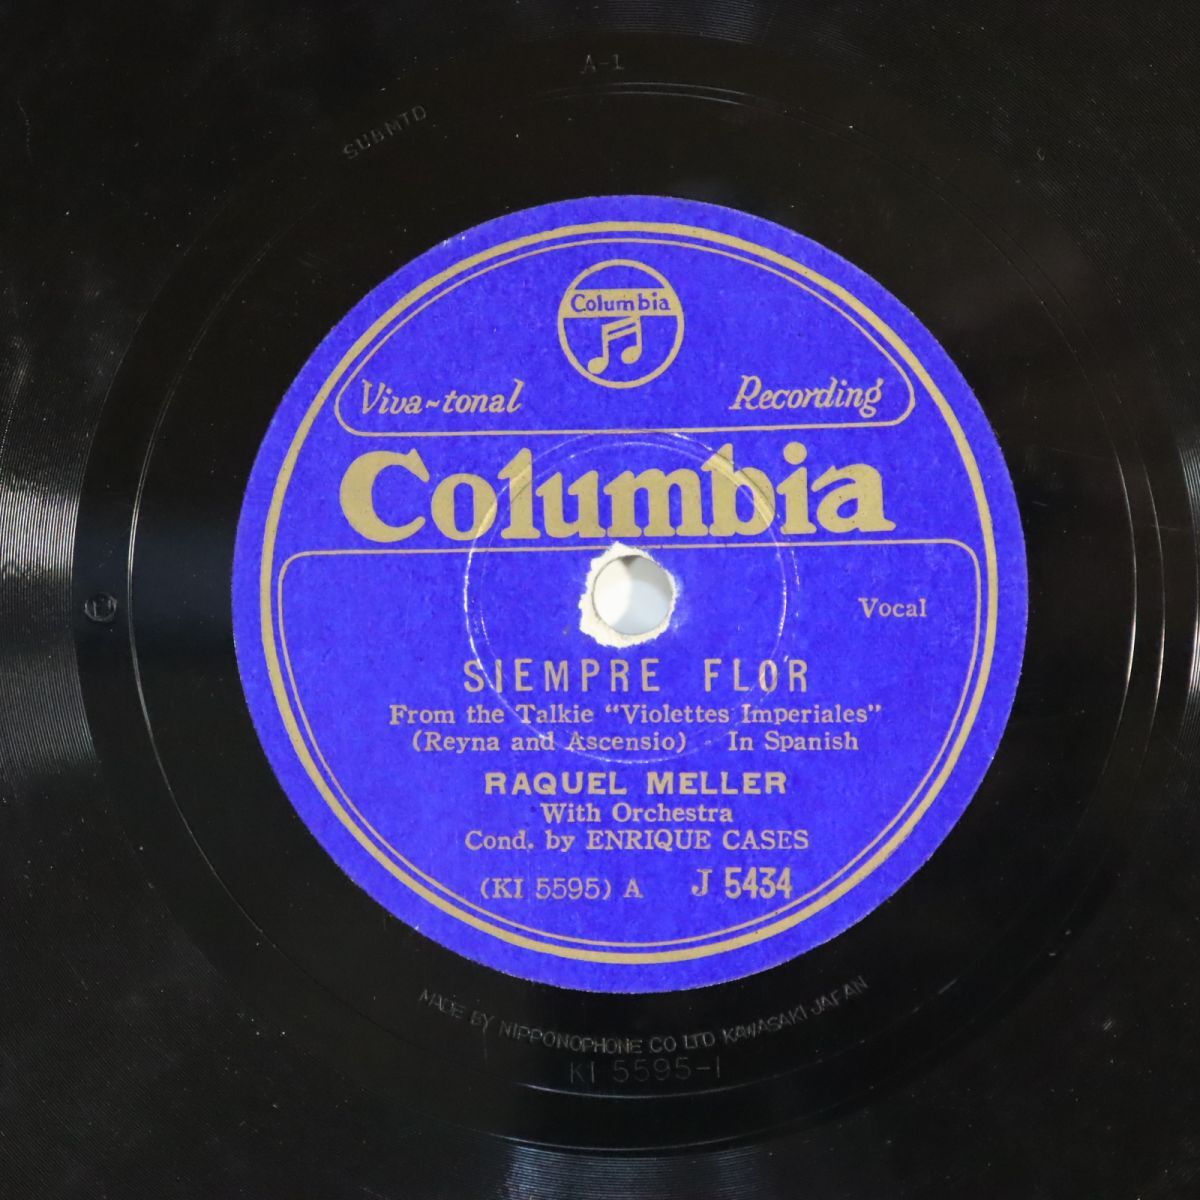 A-1
SUBMTD
Columbia
Viva-tonal Recording
Columbia
Vocal
SIEMPRE FLOR
From the Talkie "Violettes Imperiales"
(Reyna and Ascensio) - In Spanish
RAQUEL MELLER
With Orchestra
Cond. by ENRIQUE CASES
(KI 5595) A J 5434
MADE BY NIPPONOPHONE CO LTD KAWASAKI JAPAN
KI 5595-1